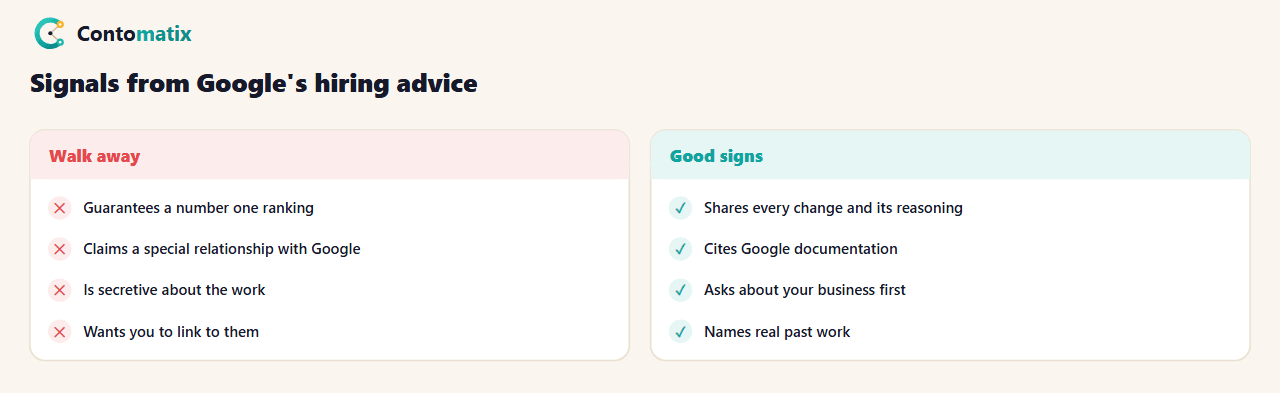 Contomatix
Signals from Google's hiring advice
Walk away
Guarantees a number one ranking
Claims a special relationship with Google
Is secretive about the work
Wants you to link to them
Good signs
Shares every change and its reasoning
Cites Google documentation
Asks about your business first
Names real past work